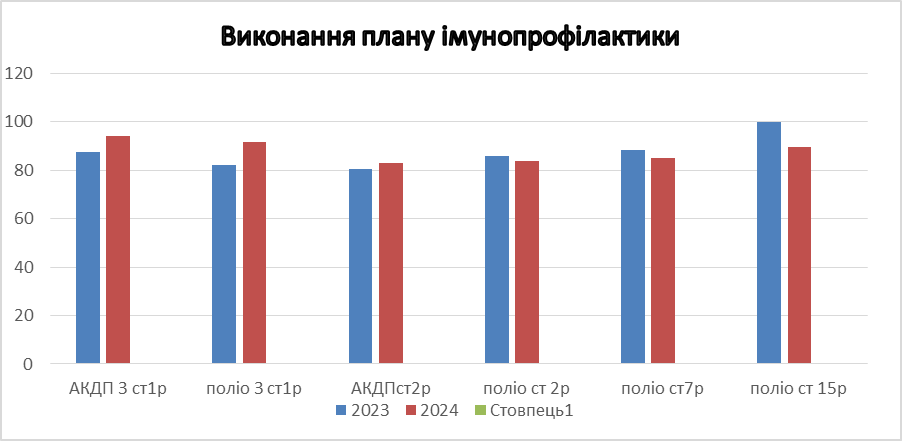 Виконання плану імунопрофілактики
120
100
80
60
40
20
0
АКДП 3 ст1р поліо 3 ст1р АКДПст2р поліо ст 2р поліо ст7р поліо ст 15р
2023 2024 Стовпець1